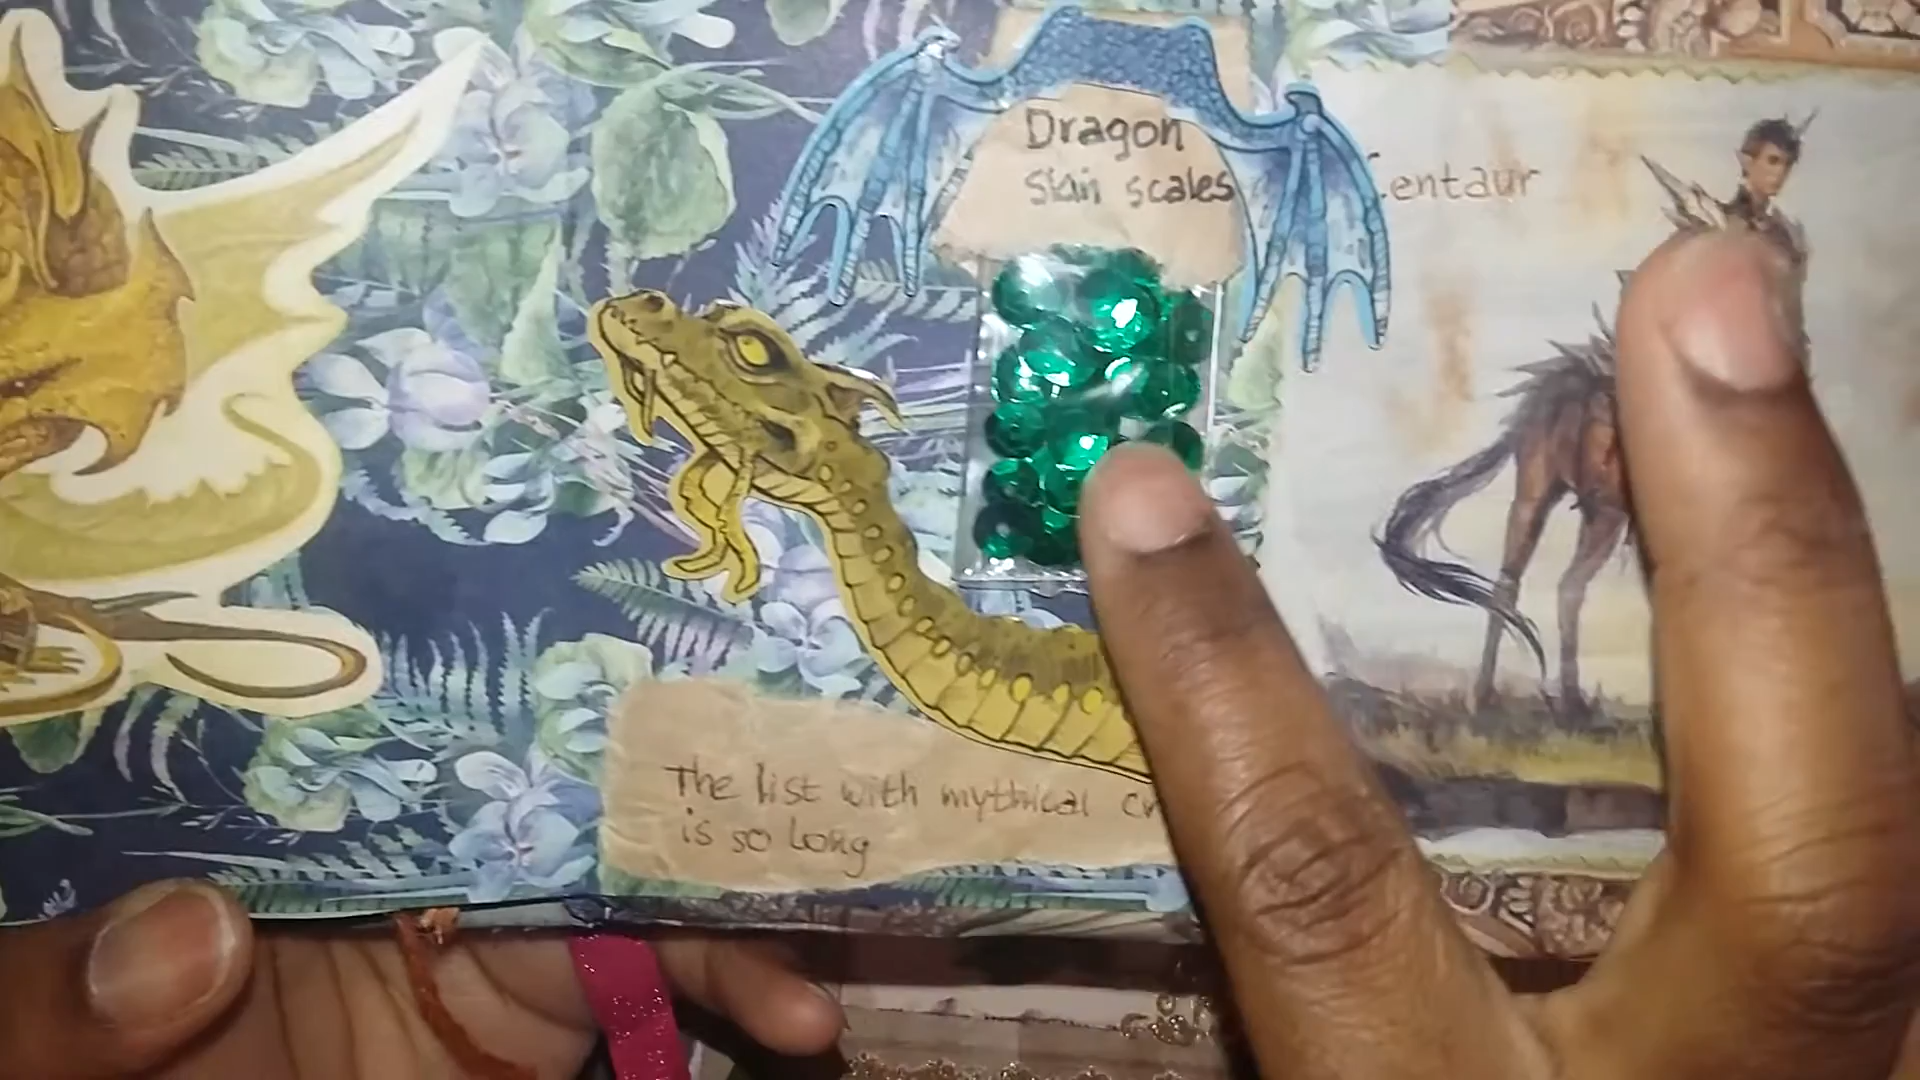 Dragon
Skin scales
Centaur
The list with mythical
is so Long